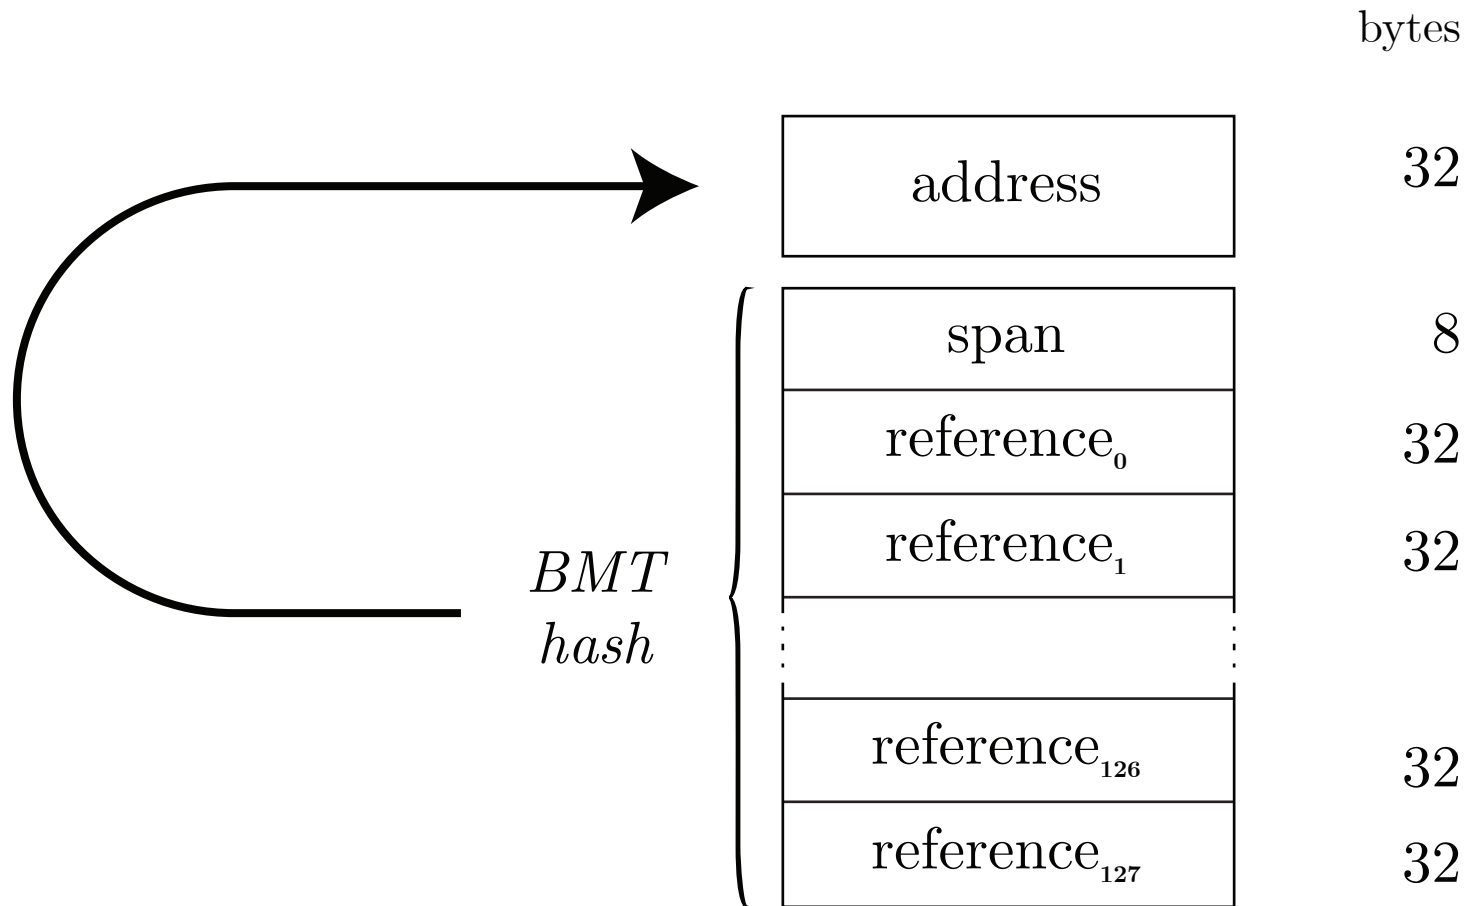 bytes
address 32
span 8
reference0 32
reference1 32
BMT
hash
reference126 32
reference127 32